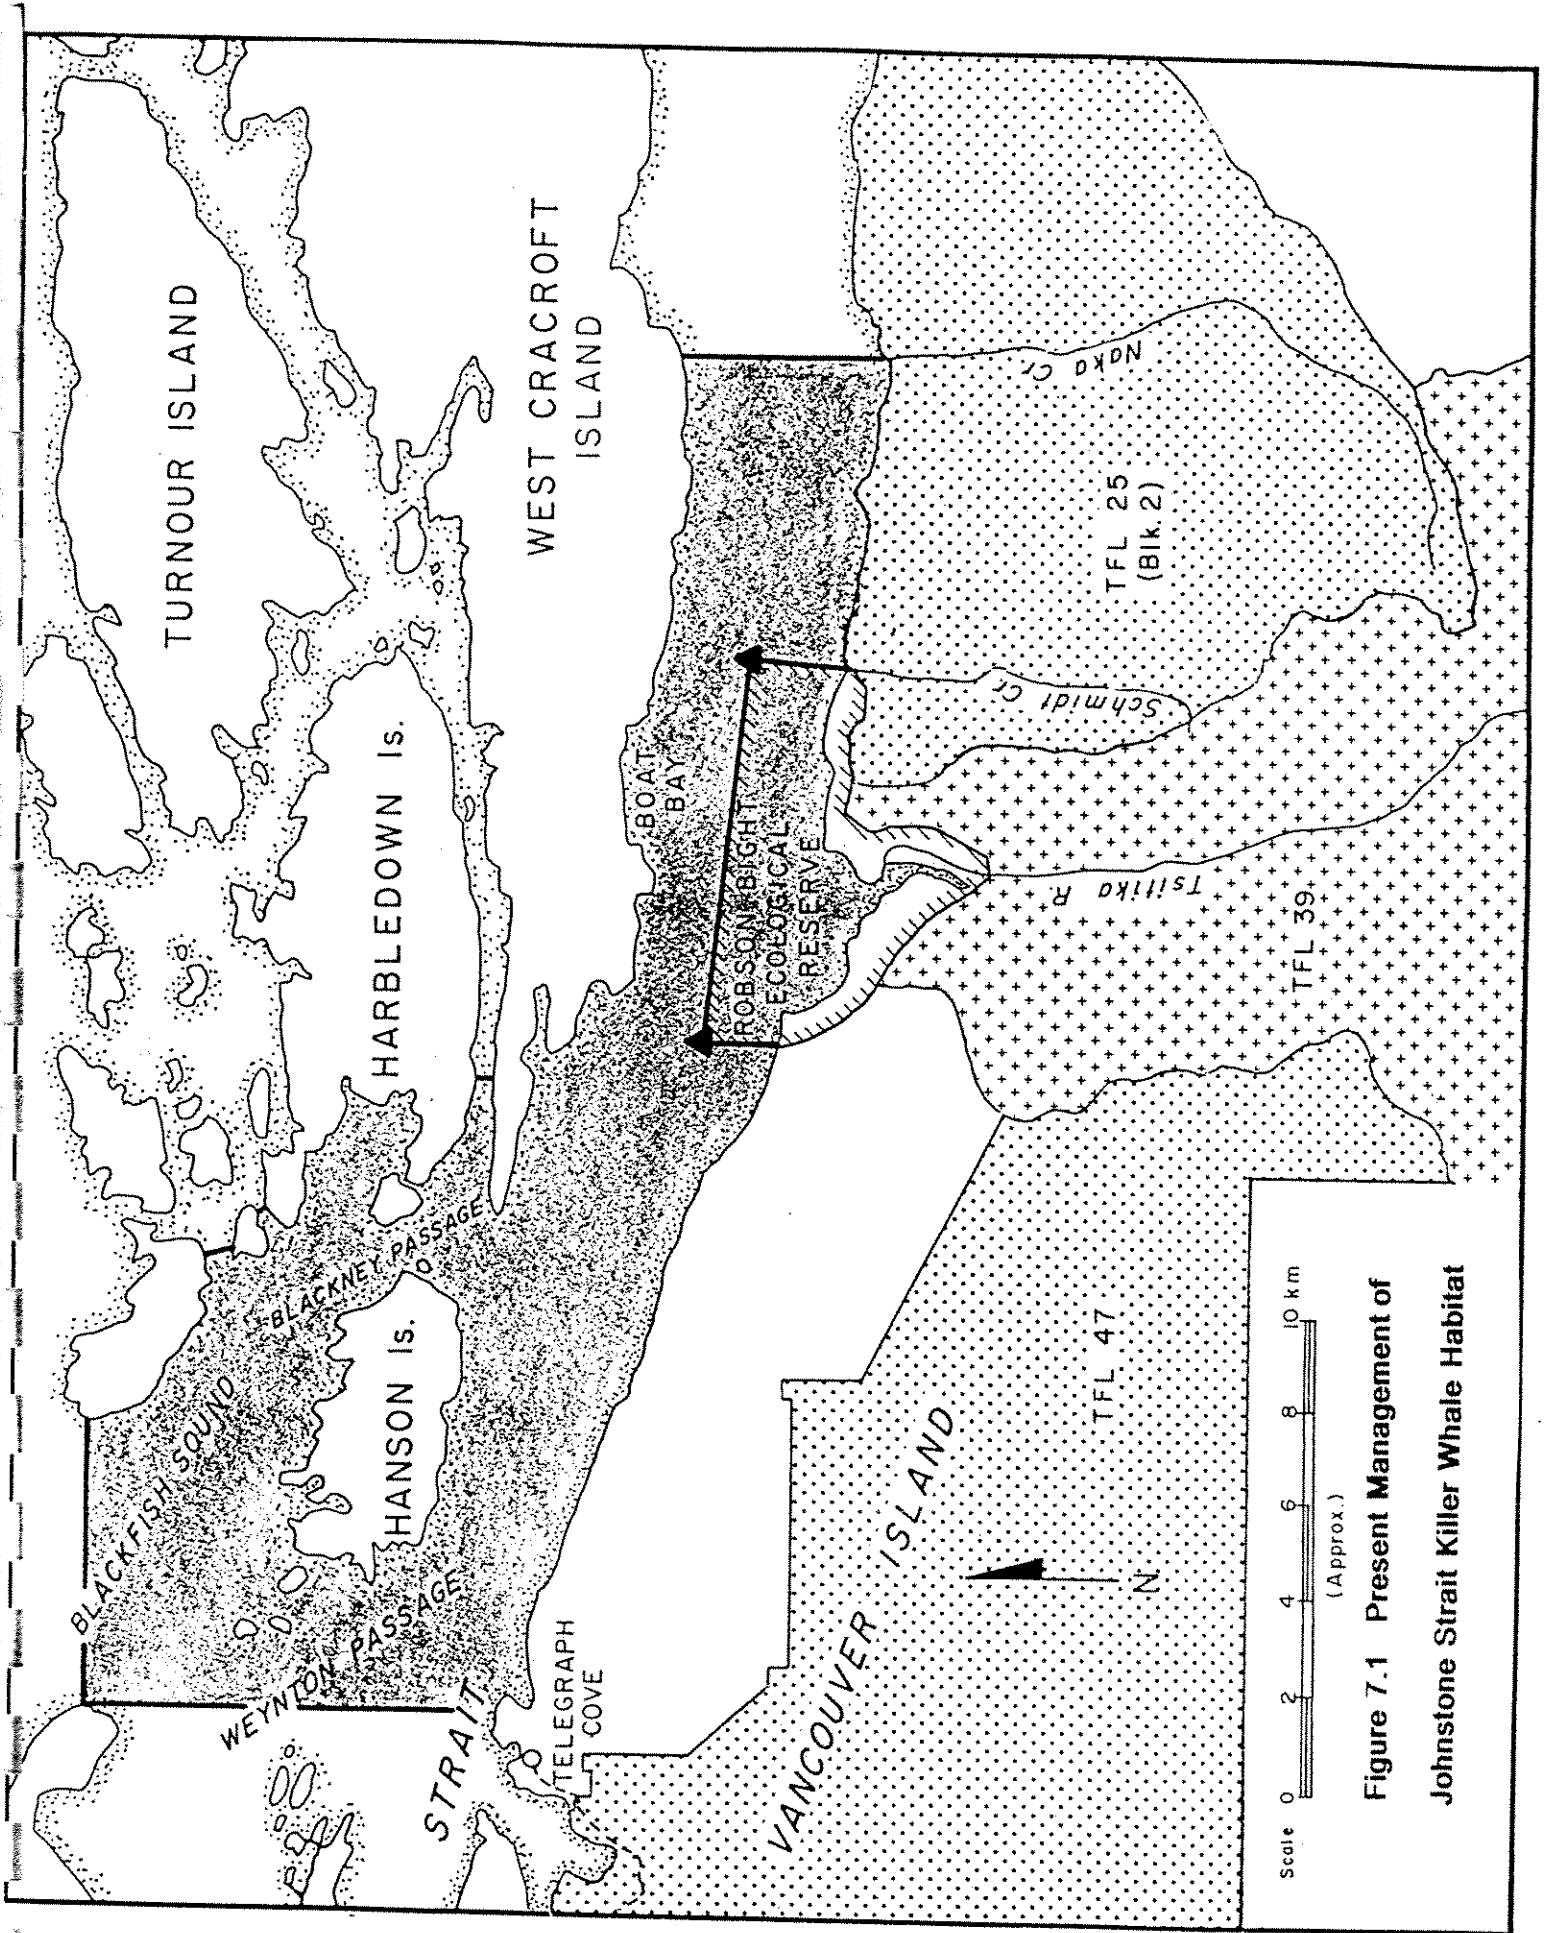 TURNOUR ISLAND
HARBLEDOWN Is.
WEST CRACROFT
ISLAND
BLACKFISH SOUND
BLACKNEY PASSAGE
HANSON Is.
WEYNTON PASSAGE
STRAIT
TELEGRAPH
COVE
BOAT
BAY
ROBSON BIGHT
ECOLOGICAL
RESERVE
Naka Cr.
Schmidt Cr.
Tsitika R.
TFL 25
(Blk. 2)
TFL 39
TFL 47
VANCOUVER ISLAND
N
Scale 0 2 4 6 8 10 km
(Approx.)
Figure 7.1 Present Management of
Johnstone Strait Killer Whale Habitat